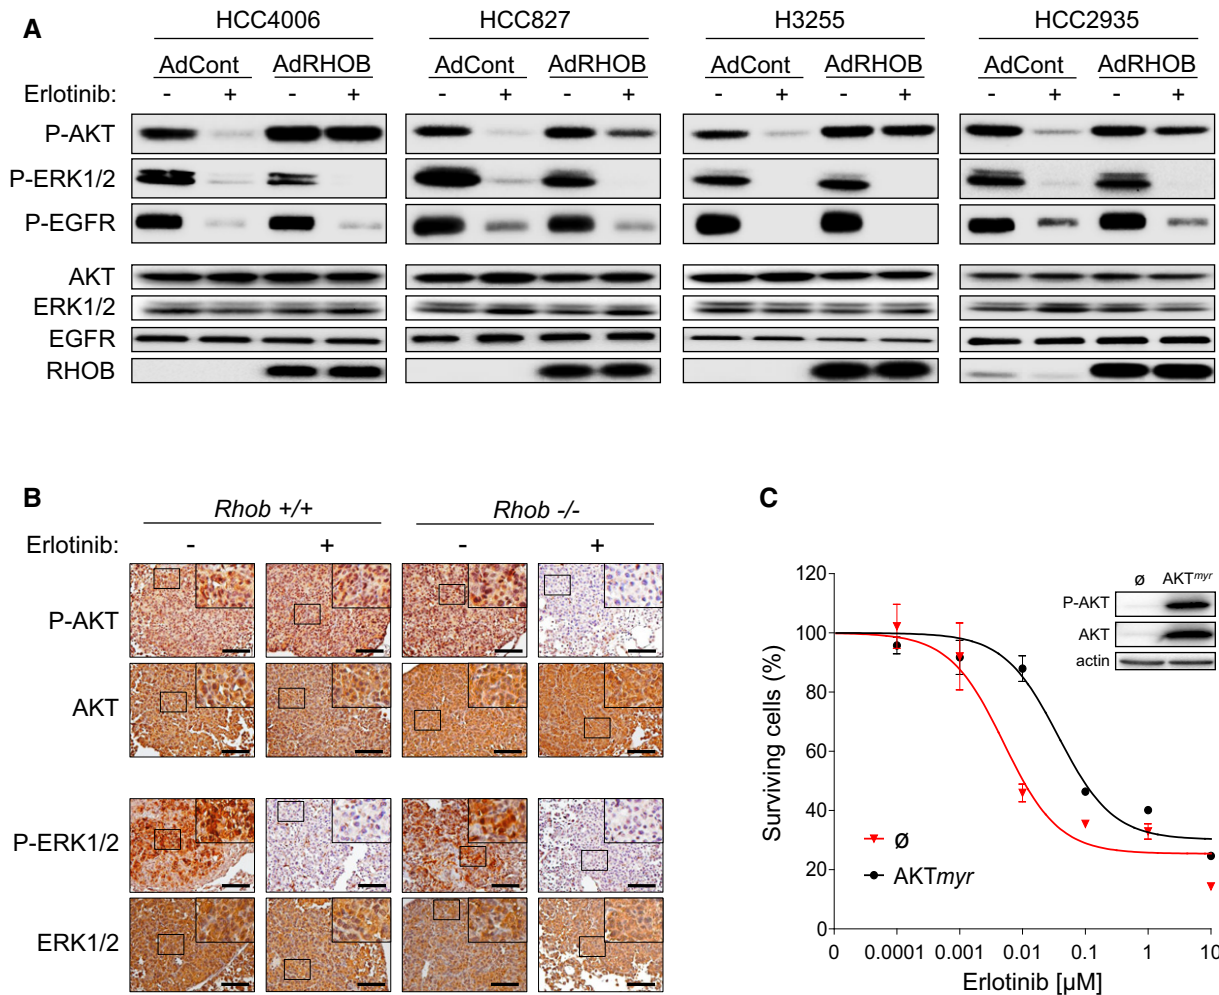 A
HCC4006 HCC827 H3255 HCC2935
AdCont AdRHOB AdCont AdRHOB AdCont AdRHOB AdCont AdRHOB
Erlotinib: - + - + - + - + - + - + - + - +
P-AKT
P-ERK1/2
P-EGFR
AKT
ERK1/2
EGFR
RHOB
B
Rhob +/+ Rhob -/-
Erlotinib: - + - +
P-AKT
AKT
P-ERK1/2
ERK1/2
C
ø AKTmyr
P-AKT
AKT
actin
Surviving cells (%)
120
100
80
60
40
20
0
ø
AKTmyr
0 0.0001 0.001 0.01 0.1 1 10
Erlotinib [µM]